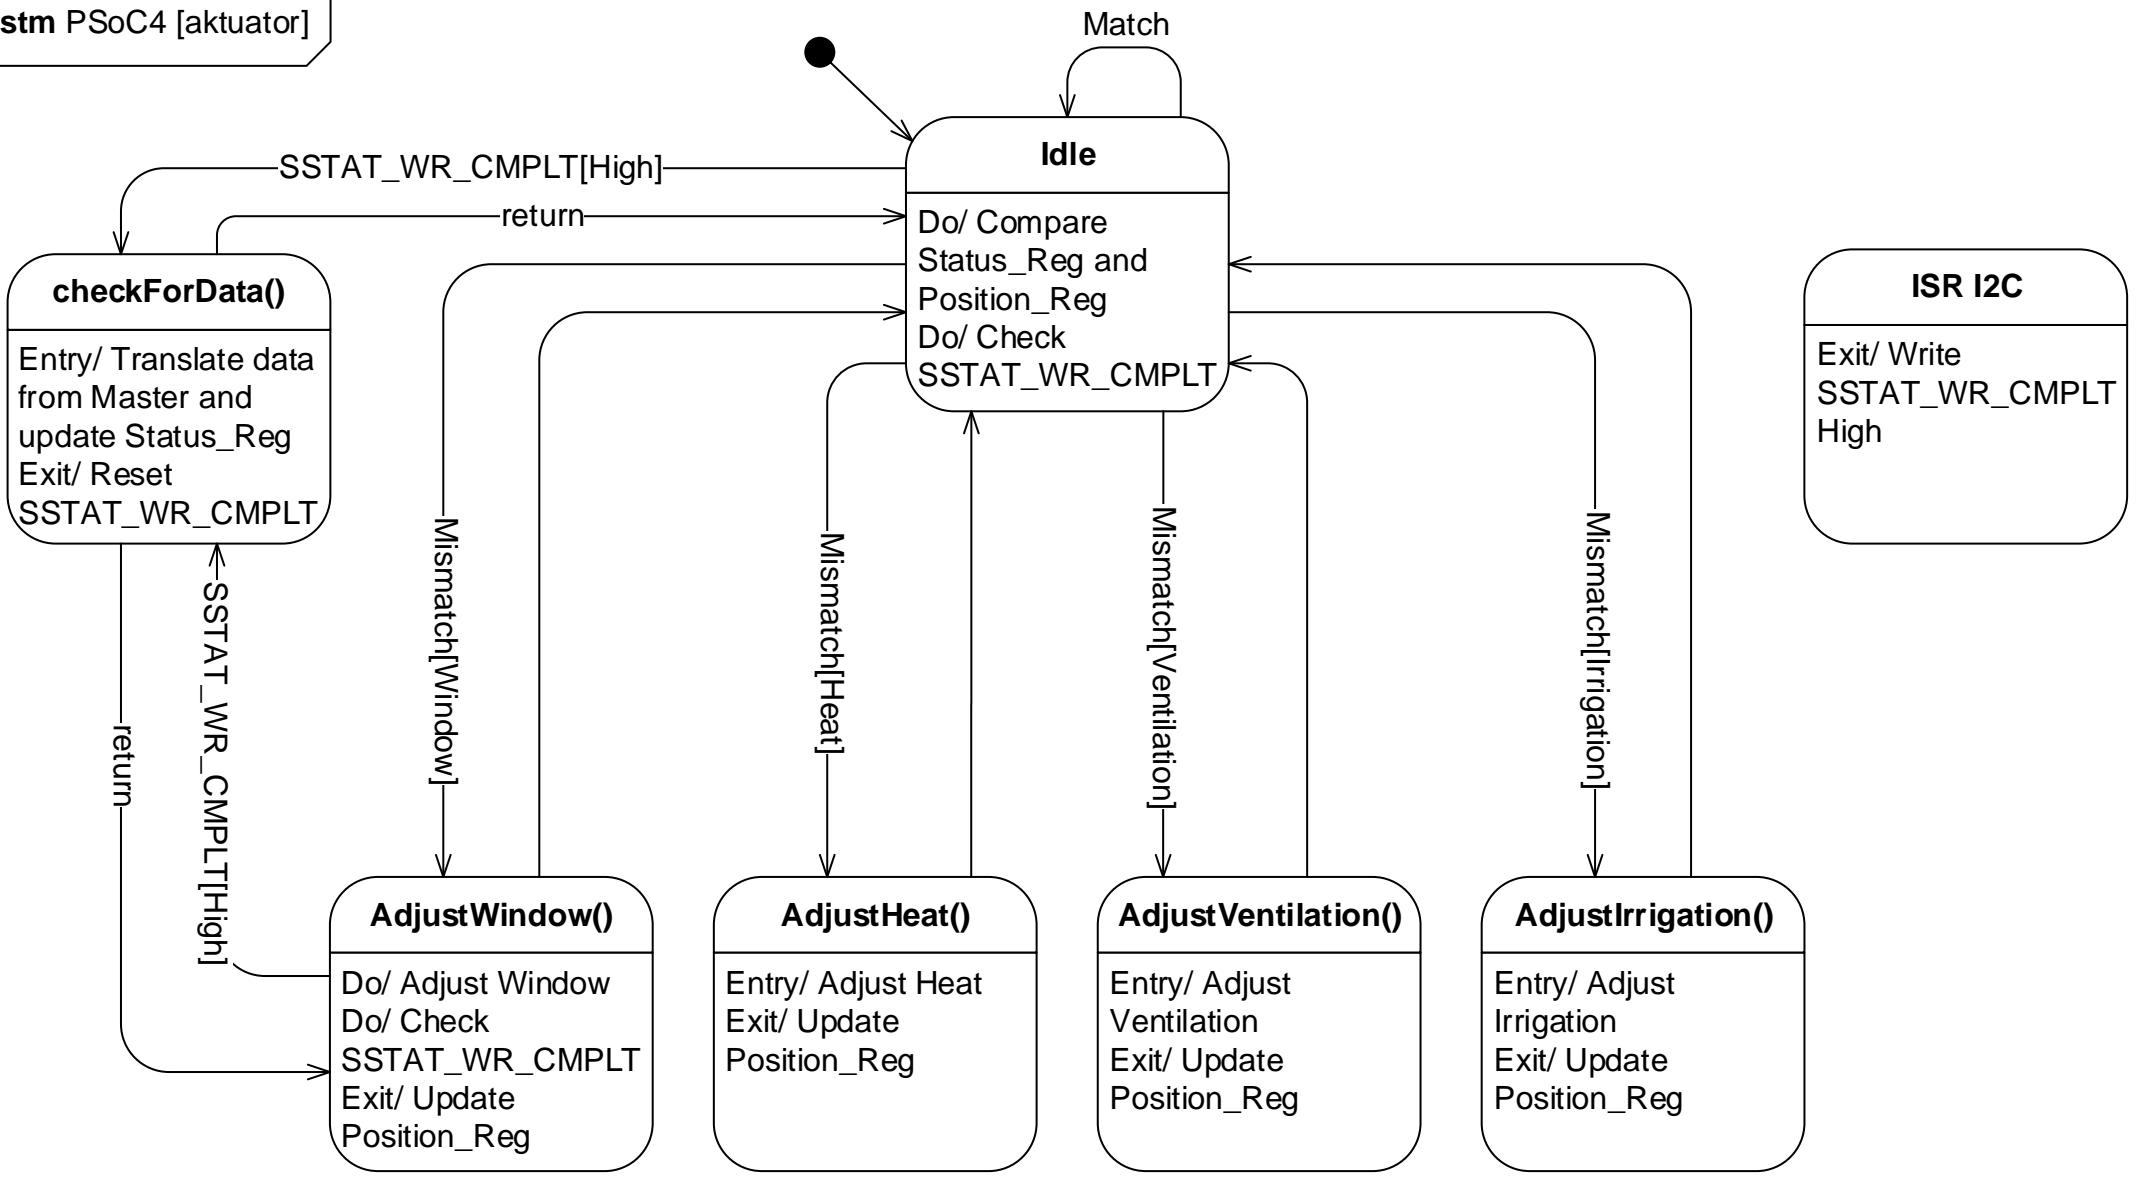 stm PSoC4 [aktuator]
Match
Idle
Do/ Compare
Status_Reg and
Position_Reg
Do/ Check
SSTAT_WR_CMPLT
SSTAT_WR_CMPLT[High]
return
checkForData()
Entry/ Translate data
from Master and
update Status_Reg
Exit/ Reset
SSTAT_WR_CMPLT
ISR I2C
Exit/ Write
SSTAT_WR_CMPLT
High
return
SSTAT_WR_CMPLT[High]
Mismatch[Window]
Mismatch[Heat]
Mismatch[Ventilation]
Mismatch[Irrigation]
AdjustWindow()
Do/ Adjust Window
Do/ Check
SSTAT_WR_CMPLT
Exit/ Update
Position_Reg
AdjustHeat()
Entry/ Adjust Heat
Exit/ Update
Position_Reg
AdjustVentilation()
Entry/ Adjust
Ventilation
Exit/ Update
Position_Reg
AdjustIrrigation()
Entry/ Adjust
Irrigation
Exit/ Update
Position_Reg